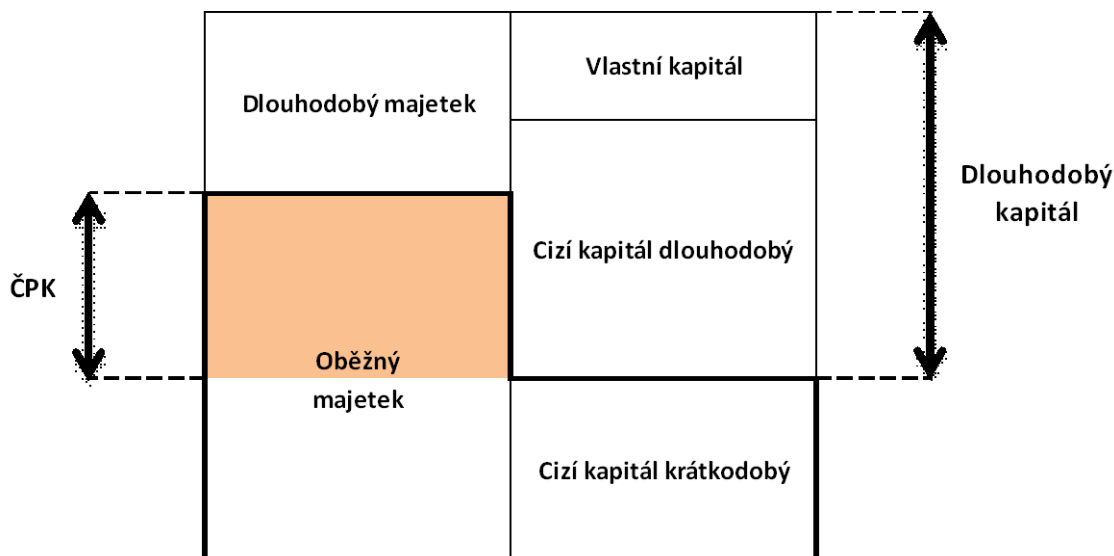 Vlastní kapitál
Dlouhodobý majetek
Dlouhodobý
kapitál
Cizí kapitál dlouhodobý
ČPK
Oběžný
majetek
Cizí kapitál krátkodobý